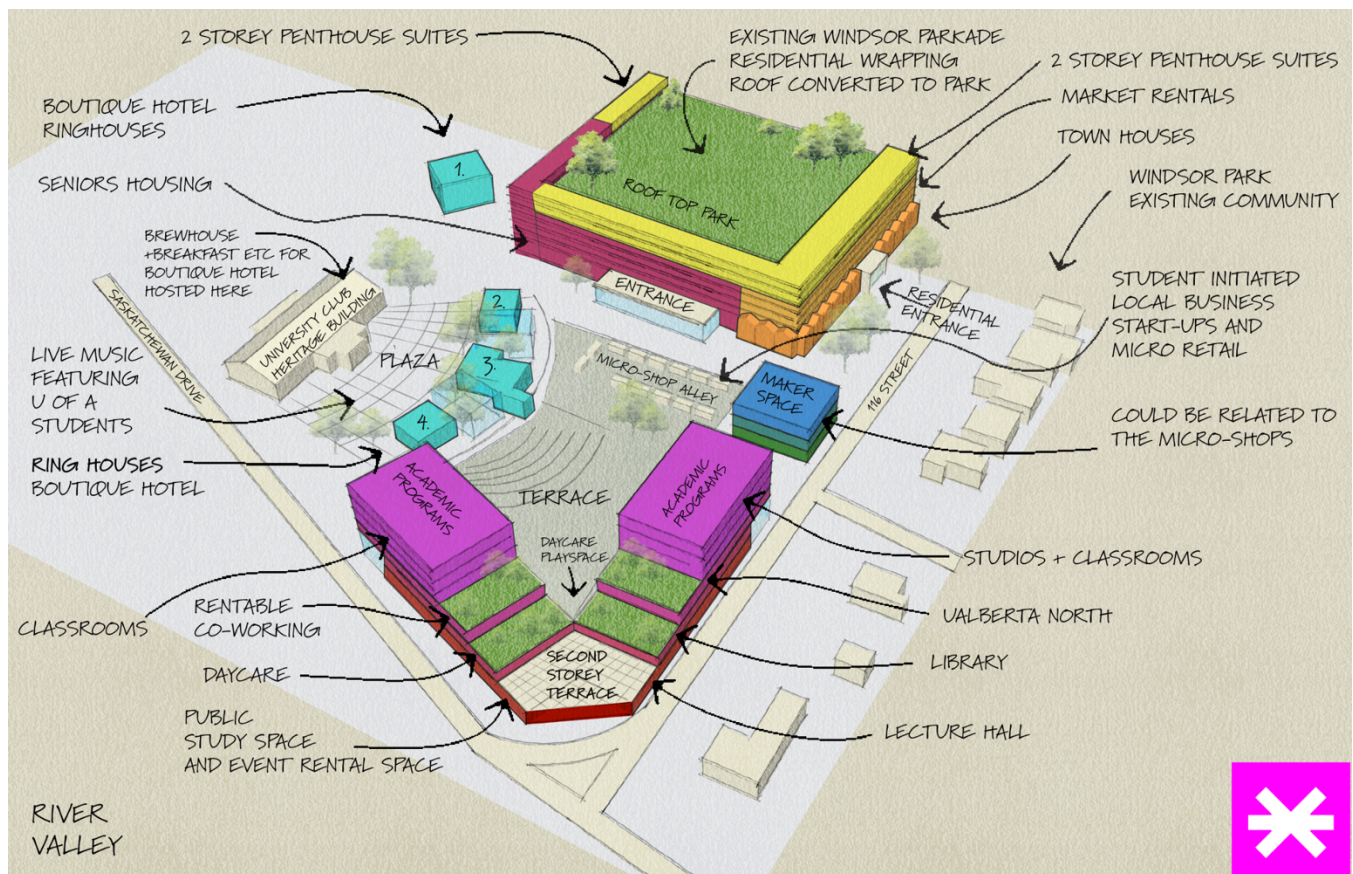 2 STOREY PENTHOUSE SUITES
EXISTING WINDSOR PARKADE
RESIDENTIAL WRAPPING
ROOF CONVERTED TO PARK
2 STOREY PENTHOUSE SUITES
MARKET RENTALS
TOWN HOUSES
BOUTIQUE HOTEL
RINGHOUSES
1.
SENIORS HOUSING
ROOF TOP PARK
WINDSOR PARK
EXISTING COMMUNITY
BREWHOUSE
+BREAKFAST ETC FOR
BOUTIQUE HOTEL
HOSTED HERE
SASKATCHEWAN DRIVE
UNIVERSITY CLUB
HERITAGE BUILDING
ENTRANCE
RESIDENTIAL
ENTRANCE
STUDENT INITIATED
LOCAL BUSINESS
START-UPS AND
MICRO RETAIL
2.
PLAZA
3.
4.
MICRO-SHOP ALLEY
MAKER
SPACE
116 STREET
LIVE MUSIC
FEATURING
U OF A
STUDENTS
COULD BE RELATED TO
THE MICRO-SHOPS
RING HOUSES
BOUTIQUE HOTEL
ACADEMIC
PROGRAMS
TERRACE
ACADEMIC
PROGRAMS
DAYCARE
PLAYSPACE
STUDIOS + CLASSROOMS
CLASSROOMS
RENTABLE
CO-WORKING
UALBERTA NORTH
DAYCARE
SECOND
STOREY
TERRACE
LIBRARY
PUBLIC
STUDY SPACE
AND EVENT RENTAL SPACE
LECTURE HALL
RIVER
VALLEY